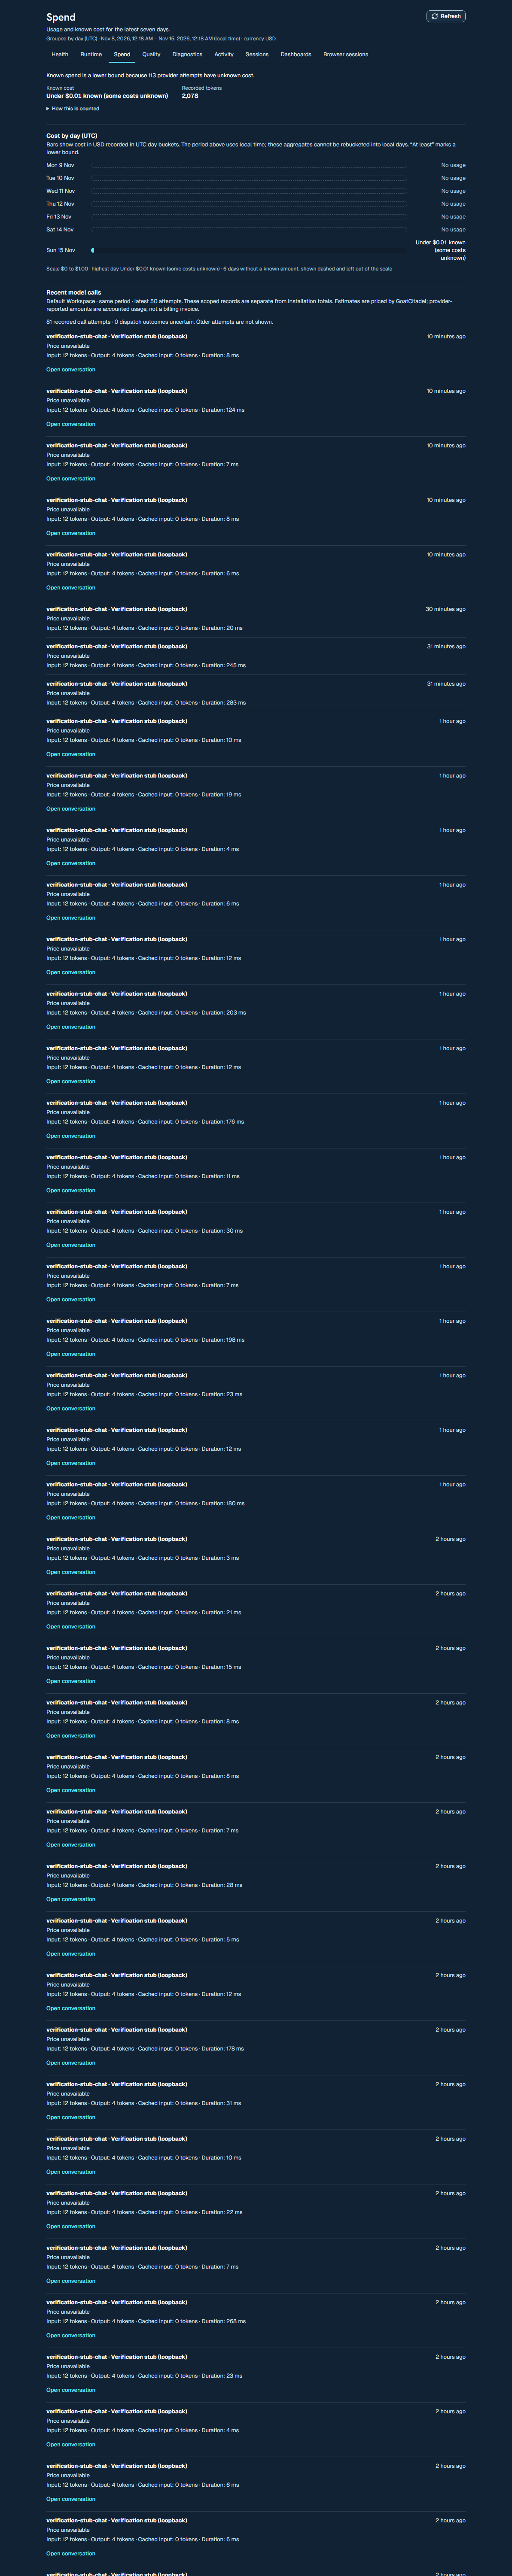 Spend
Refresh
Usage and known cost for the latest seven days.
Grouped by day (UTC) · Nov 8, 2026, 12:18 AM – Nov 15, 2026, 12:18 AM (local time) · currency USD
Health Runtime Spend Quality Diagnostics Activity Sessions Dashboards Browser sessions
Known spend is a lower bound because 113 provider attempts have unknown cost.
Known cost Recorded tokens
Under $0.01 known (some costs unknown) 2,078
How this is counted
Cost by day (UTC)
Bars show cost in USD recorded in UTC day buckets. The period above uses local time; these aggregates cannot be rebucketed into local days. "At least" marks a
lower bound.
Mon 9 Nov No usage
Tue 10 Nov No usage
Wed 11 Nov No usage
Thu 12 Nov No usage
Fri 13 Nov No usage
Sat 14 Nov No usage
Sun 15 Nov Under $0.01 known
(some costs
unknown)
Scale $0 to $1.00 · highest day Under $0.01 known (some costs unknown) · 6 days without a known amount, shown dashed and left out of the scale
Recent model calls
Default Workspace · same period · latest 50 attempts. These scoped records are separate from installation totals. Estimates are priced by GoatCitadel; provider-
reported amounts are accounted usage, not a billing invoice.
81 recorded call attempts · 0 dispatch outcomes uncertain. Older attempts are not shown.
verification-stub-chat · Verification stub (loopback) 10 minutes ago
Price unavailable
Input: 12 tokens · Output: 4 tokens · Cached input: 0 tokens · Duration: 8 ms
Open conversation
verification-stub-chat · Verification stub (loopback) 10 minutes ago
Price unavailable
Input: 12 tokens · Output: 4 tokens · Cached input: 0 tokens · Duration: 124 ms
Open conversation
verification-stub-chat · Verification stub (loopback) 10 minutes ago
Price unavailable
Input: 12 tokens · Output: 4 tokens · Cached input: 0 tokens · Duration: 7 ms
Open conversation
verification-stub-chat · Verification stub (loopback) 10 minutes ago
Price unavailable
Input: 12 tokens · Output: 4 tokens · Cached input: 0 tokens · Duration: 8 ms
Open conversation
verification-stub-chat · Verification stub (loopback) 10 minutes ago
Price unavailable
Input: 12 tokens · Output: 4 tokens · Cached input: 0 tokens · Duration: 6 ms
Open conversation
verification-stub-chat · Verification stub (loopback) 30 minutes ago
Price unavailable
Input: 12 tokens · Output: 4 tokens · Cached input: 0 tokens · Duration: 20 ms
verification-stub-chat · Verification stub (loopback) 31 minutes ago
Price unavailable
Input: 12 tokens · Output: 4 tokens · Cached input: 0 tokens · Duration: 245 ms
verification-stub-chat · Verification stub (loopback) 31 minutes ago
Price unavailable
Input: 12 tokens · Output: 4 tokens · Cached input: 0 tokens · Duration: 283 ms
verification-stub-chat · Verification stub (loopback) 1 hour ago
Price unavailable
Input: 12 tokens · Output: 4 tokens · Cached input: 0 tokens · Duration: 10 ms
Open conversation
verification-stub-chat · Verification stub (loopback) 1 hour ago
Price unavailable
Input: 12 tokens · Output: 4 tokens · Cached input: 0 tokens · Duration: 19 ms
Open conversation
verification-stub-chat · Verification stub (loopback) 1 hour ago
Price unavailable
Input: 12 tokens · Output: 4 tokens · Cached input: 0 tokens · Duration: 4 ms
Open conversation
verification-stub-chat · Verification stub (loopback) 1 hour ago
Price unavailable
Input: 12 tokens · Output: 4 tokens · Cached input: 0 tokens · Duration: 6 ms
Open conversation
verification-stub-chat · Verification stub (loopback) 1 hour ago
Price unavailable
Input: 12 tokens · Output: 4 tokens · Cached input: 0 tokens · Duration: 12 ms
Open conversation
verification-stub-chat · Verification stub (loopback) 1 hour ago
Price unavailable
Input: 12 tokens · Output: 4 tokens · Cached input: 0 tokens · Duration: 203 ms
Open conversation
verification-stub-chat · Verification stub (loopback) 1 hour ago
Price unavailable
Input: 12 tokens · Output: 4 tokens · Cached input: 0 tokens · Duration: 12 ms
Open conversation
verification-stub-chat · Verification stub (loopback) 1 hour ago
Price unavailable
Input: 12 tokens · Output: 4 tokens · Cached input: 0 tokens · Duration: 176 ms
Open conversation
verification-stub-chat · Verification stub (loopback) 1 hour ago
Price unavailable
Input: 12 tokens · Output: 4 tokens · Cached input: 0 tokens · Duration: 11 ms
Open conversation
verification-stub-chat · Verification stub (loopback) 1 hour ago
Price unavailable
Input: 12 tokens · Output: 4 tokens · Cached input: 0 tokens · Duration: 30 ms
Open conversation
verification-stub-chat · Verification stub (loopback) 1 hour ago
Price unavailable
Input: 12 tokens · Output: 4 tokens · Cached input: 0 tokens · Duration: 7 ms
Open conversation
verification-stub-chat · Verification stub (loopback) 1 hour ago
Price unavailable
Input: 12 tokens · Output: 4 tokens · Cached input: 0 tokens · Duration: 198 ms
Open conversation
verification-stub-chat · Verification stub (loopback) 1 hour ago
Price unavailable
Input: 12 tokens · Output: 4 tokens · Cached input: 0 tokens · Duration: 23 ms
Open conversation
verification-stub-chat · Verification stub (loopback) 1 hour ago
Price unavailable
Input: 12 tokens · Output: 4 tokens · Cached input: 0 tokens · Duration: 12 ms
Open conversation
verification-stub-chat · Verification stub (loopback) 1 hour ago
Price unavailable
Input: 12 tokens · Output: 4 tokens · Cached input: 0 tokens · Duration: 180 ms
Open conversation
verification-stub-chat · Verification stub (loopback) 2 hours ago
Price unavailable
Input: 12 tokens · Output: 4 tokens · Cached input: 0 tokens · Duration: 3 ms
Open conversation
verification-stub-chat · Verification stub (loopback) 2 hours ago
Price unavailable
Input: 12 tokens · Output: 4 tokens · Cached input: 0 tokens · Duration: 21 ms
Open conversation
verification-stub-chat · Verification stub (loopback) 2 hours ago
Price unavailable
Input: 12 tokens · Output: 4 tokens · Cached input: 0 tokens · Duration: 15 ms
Open conversation
verification-stub-chat · Verification stub (loopback) 2 hours ago
Price unavailable
Input: 12 tokens · Output: 4 tokens · Cached input: 0 tokens · Duration: 8 ms
Open conversation
verification-stub-chat · Verification stub (loopback) 2 hours ago
Price unavailable
Input: 12 tokens · Output: 4 tokens · Cached input: 0 tokens · Duration: 8 ms
Open conversation
verification-stub-chat · Verification stub (loopback) 2 hours ago
Price unavailable
Input: 12 tokens · Output: 4 tokens · Cached input: 0 tokens · Duration: 7 ms
Open conversation
verification-stub-chat · Verification stub (loopback) 2 hours ago
Price unavailable
Input: 12 tokens · Output: 4 tokens · Cached input: 0 tokens · Duration: 28 ms
Open conversation
verification-stub-chat · Verification stub (loopback) 2 hours ago
Price unavailable
Input: 12 tokens · Output: 4 tokens · Cached input: 0 tokens · Duration: 5 ms
Open conversation
verification-stub-chat · Verification stub (loopback) 2 hours ago
Price unavailable
Input: 12 tokens · Output: 4 tokens · Cached input: 0 tokens · Duration: 12 ms
Open conversation
verification-stub-chat · Verification stub (loopback) 2 hours ago
Price unavailable
Input: 12 tokens · Output: 4 tokens · Cached input: 0 tokens · Duration: 178 ms
Open conversation
verification-stub-chat · Verification stub (loopback) 2 hours ago
Price unavailable
Input: 12 tokens · Output: 4 tokens · Cached input: 0 tokens · Duration: 31 ms
Open conversation
verification-stub-chat · Verification stub (loopback) 2 hours ago
Price unavailable
Input: 12 tokens · Output: 4 tokens · Cached input: 0 tokens · Duration: 10 ms
Open conversation
verification-stub-chat · Verification stub (loopback) 2 hours ago
Price unavailable
Input: 12 tokens · Output: 4 tokens · Cached input: 0 tokens · Duration: 22 ms
Open conversation
verification-stub-chat · Verification stub (loopback) 2 hours ago
Price unavailable
Input: 12 tokens · Output: 4 tokens · Cached input: 0 tokens · Duration: 7 ms
Open conversation
verification-stub-chat · Verification stub (loopback) 2 hours ago
Price unavailable
Input: 12 tokens · Output: 4 tokens · Cached input: 0 tokens · Duration: 268 ms
Open conversation
verification-stub-chat · Verification stub (loopback) 2 hours ago
Price unavailable
Input: 12 tokens · Output: 4 tokens · Cached input: 0 tokens · Duration: 23 ms
Open conversation
verification-stub-chat · Verification stub (loopback) 2 hours ago
Price unavailable
Input: 12 tokens · Output: 4 tokens · Cached input: 0 tokens · Duration: 4 ms
Open conversation
verification-stub-chat · Verification stub (loopback) 2 hours ago
Price unavailable
Input: 12 tokens · Output: 4 tokens · Cached input: 0 tokens · Duration: 6 ms
Open conversation
verification-stub-chat · Verification stub (loopback) 2 hours ago
Price unavailable
Input: 12 tokens · Output: 4 tokens · Cached input: 0 tokens · Duration: 6 ms
Open conversation
verification-stub-chat · Verification stub (loopback) 2 hours ago